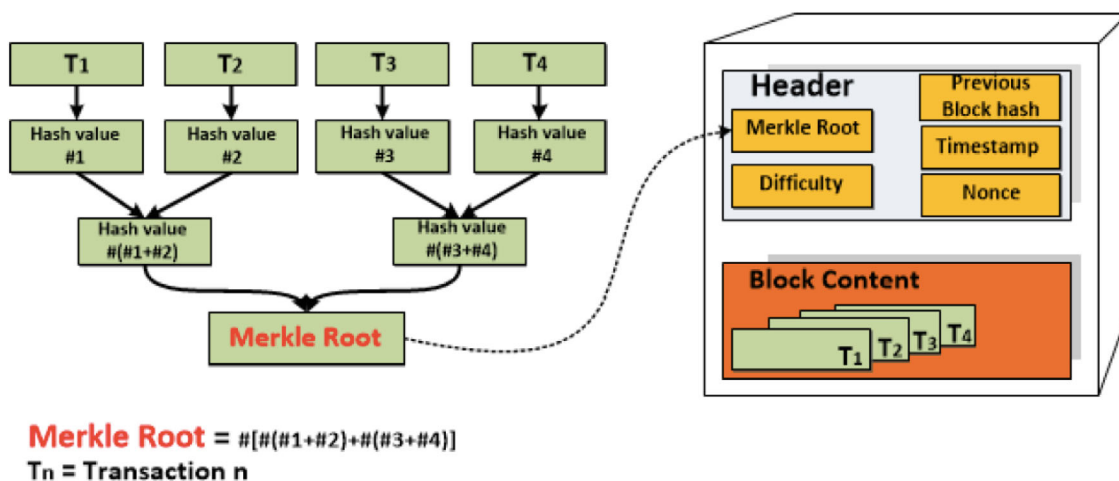 T1
T2
T3
T4
Hash value
#1
Hash value
#2
Hash value
#3
Hash value
#4
Hash value
#(#1+#2)
Hash value
#(#3+#4)
Merkle Root
Merkle Root = #[#(#1+#2)+#(#3+#4)]
Tn = Transaction n
Header
Merkle Root
Difficulty
Previous
Block hash
Timestamp
Nonce
Block Content
T1
T2
T3
T4